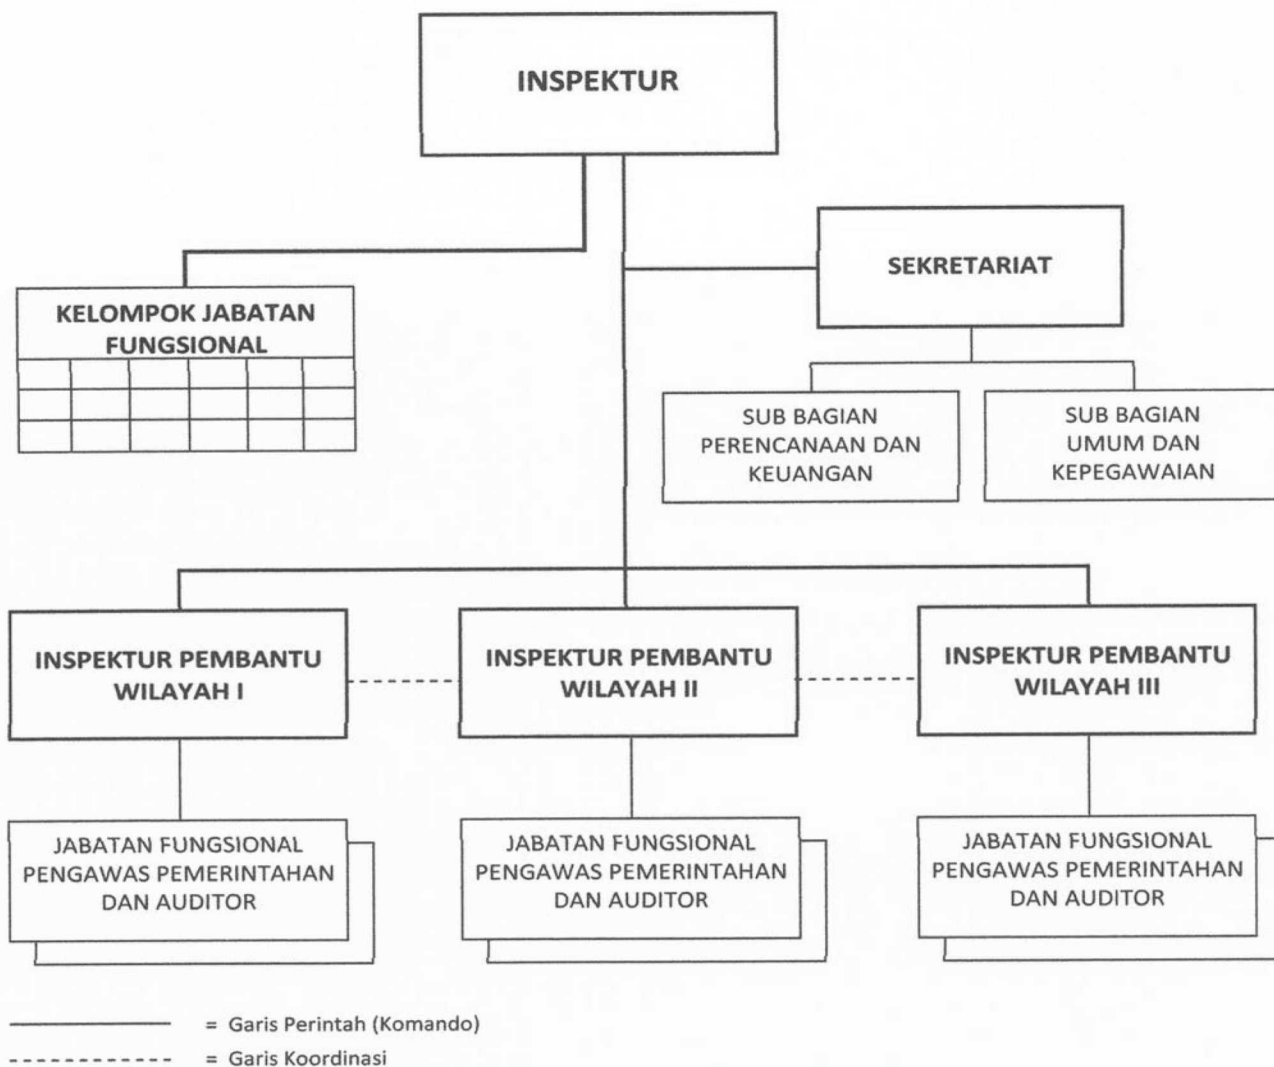 INSPEKTUR
SEKRETARIAT
KELOMPOK JABATAN
FUNGSIONAL
SUB BAGIAN
PERENCANAAN DAN
KEUANGAN
SUB BAGIAN
UMUM DAN
KEPEGAWAIAN
INSPEKTUR PEMBANTU
WILAYAH I
INSPEKTUR PEMBANTU
WILAYAH II
INSPEKTUR PEMBANTU
WILAYAH III
JABATAN FUNGSIONAL
PENGAWAS PEMERINTAHAN
DAN AUDITOR
JABATAN FUNGSIONAL
PENGAWAS PEMERINTAHAN
DAN AUDITOR
JABATAN FUNGSIONAL
PENGAWAS PEMERINTAHAN
DAN AUDITOR
= Garis Perintah (Komando)
= Garis Koordinasi